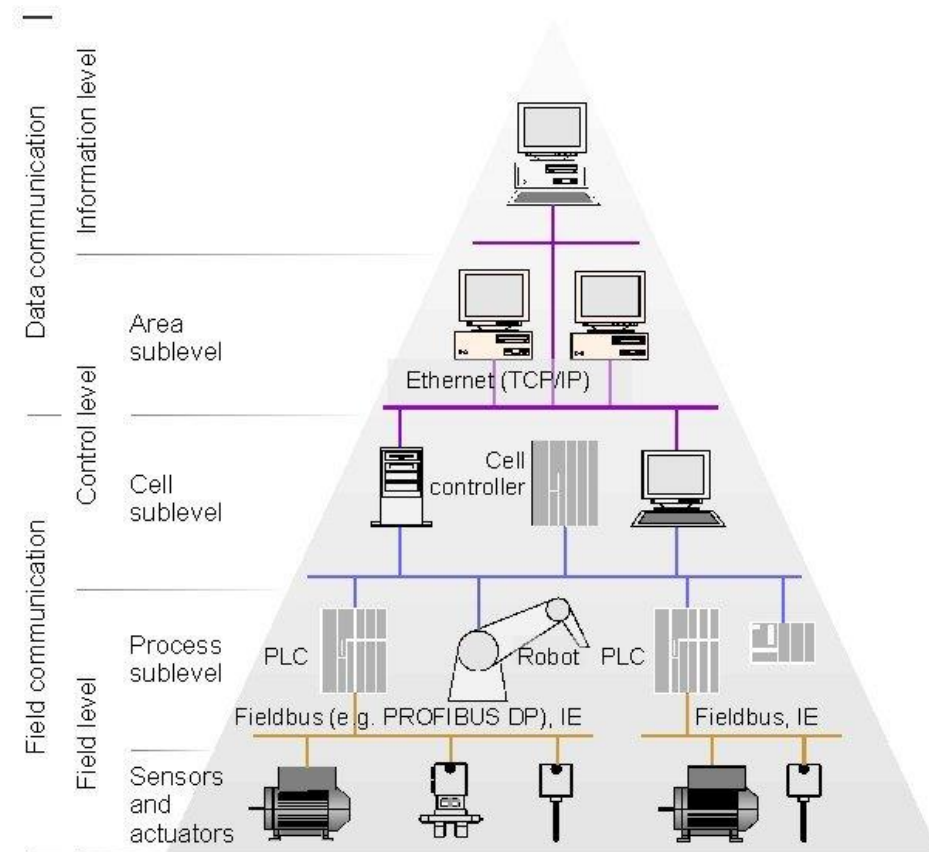 Data communication
Field communication
Information level
Control level
Field level
Area
sublevel
Ethernet (TCP/IP)
Cell
sublevel
Cell
controller
Process
sublevel
PLC
Robot
PLC
Fieldbus (e.g. PROFIBUS DP), IE
Fieldbus, IE
Sensors
and
actuators